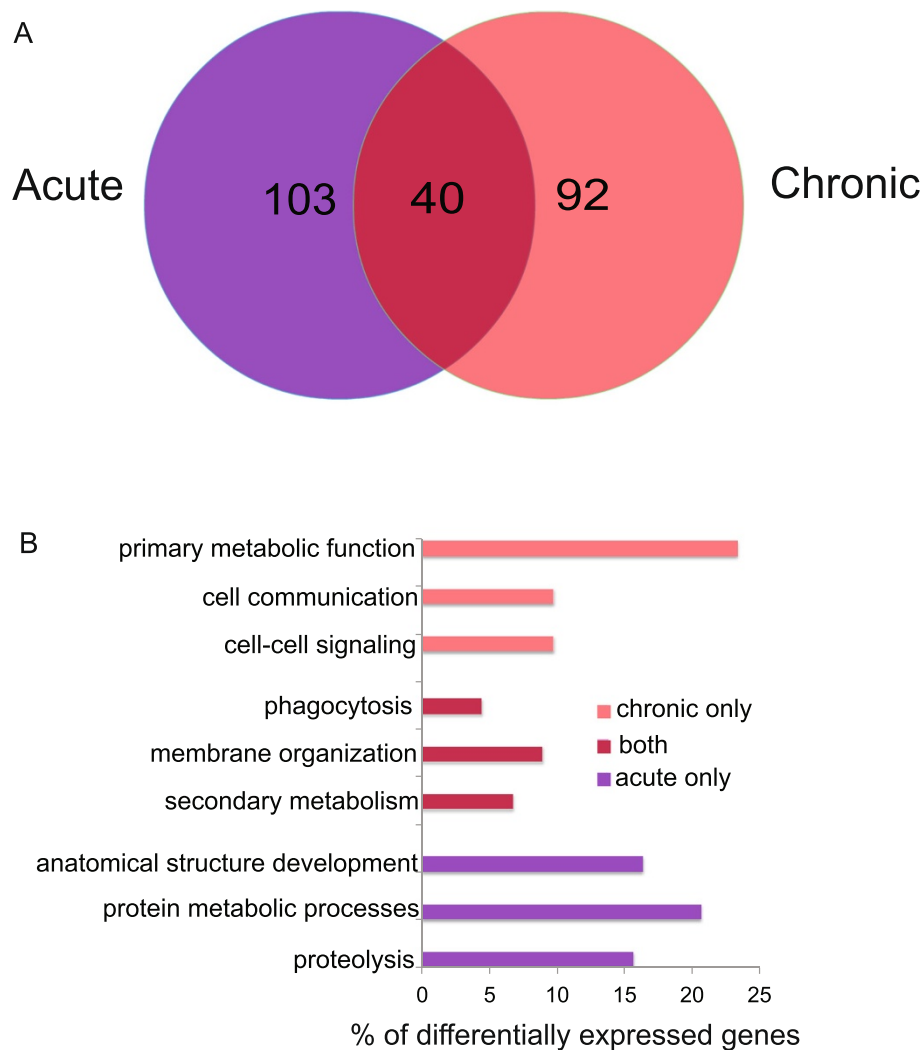 A
Acute
103
40
92
Chronic
B
primary metabolic function
cell communication
cell-cell signaling
phagocytosis
membrane organization
secondary metabolism
anatomical structure development
protein metabolic processes
proteolysis
chronic only
both
acute only
0 5 10 15 20 25
% of differentially expressed genes